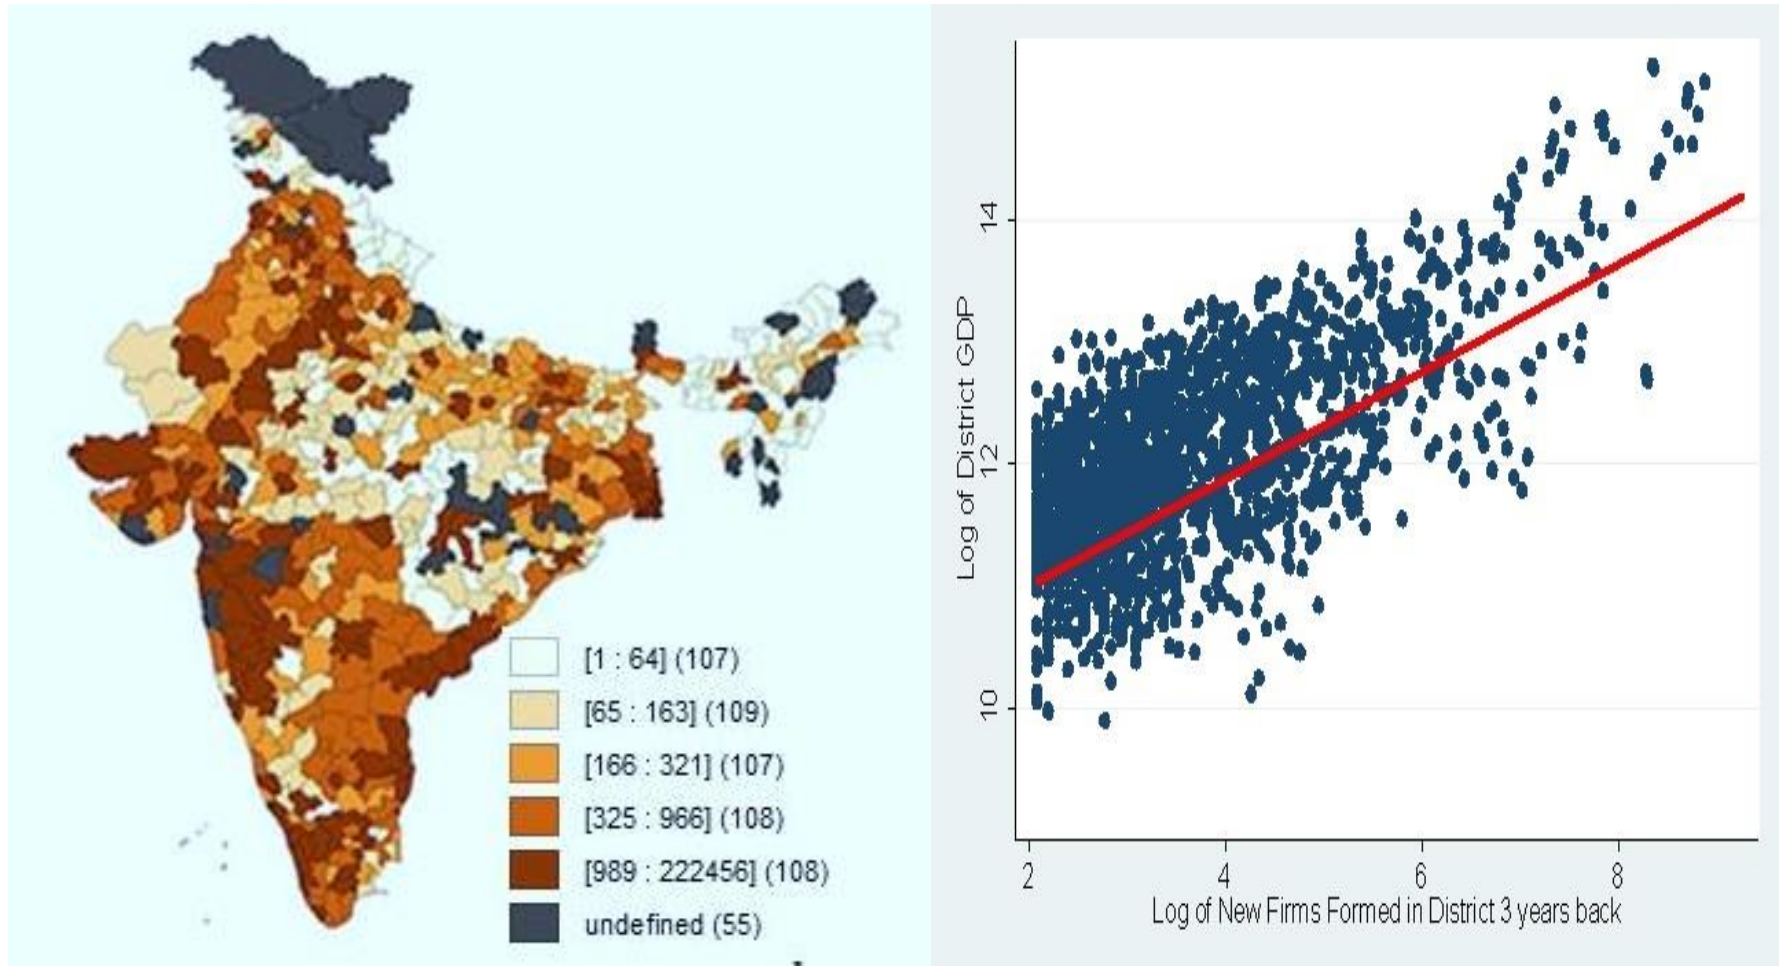 [1 : 64] (107)
[65 : 163] (109)
[166 : 321] (107)
[325 : 966] (108)
[989 : 222456] (108)
undefined (55)
Log of District GDP
14
12
10
2 4 6 8
Log of New Firms Formed in District 3 years back